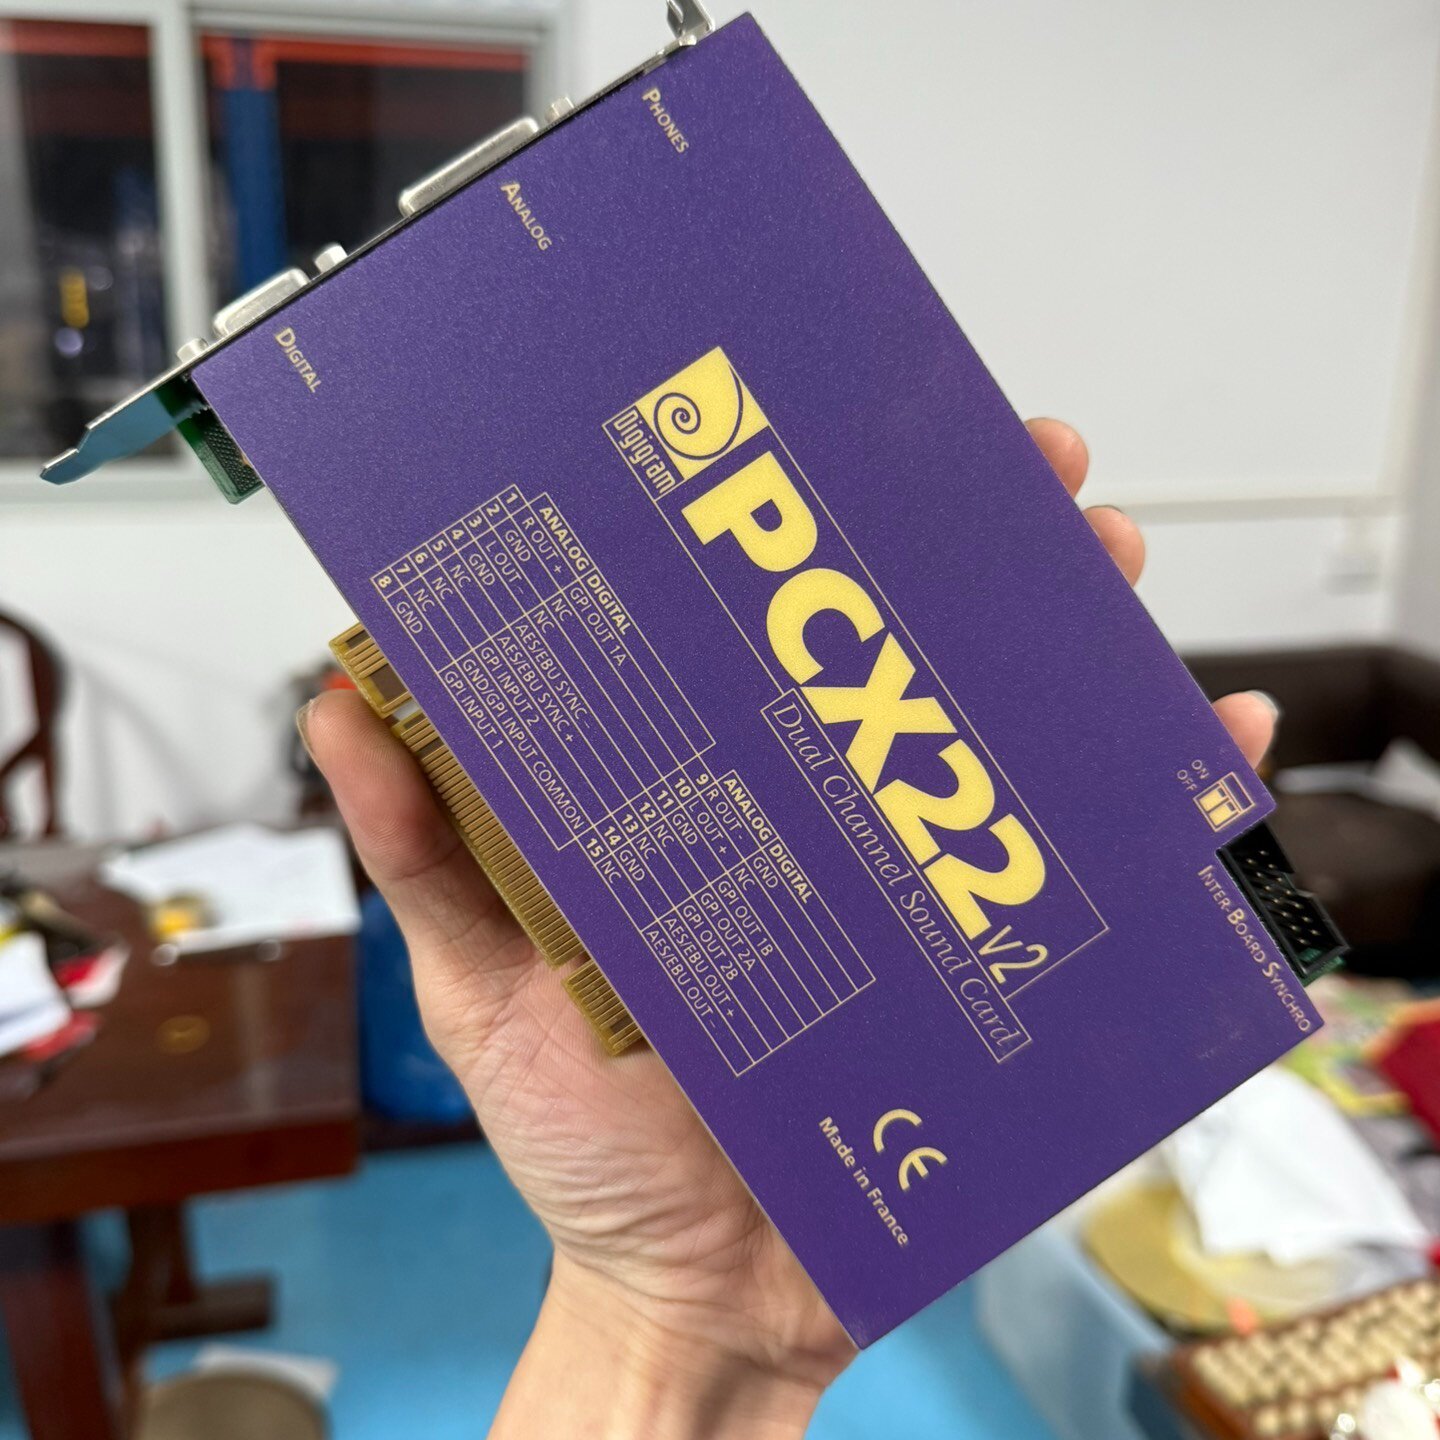 PHONES
ANALOG
DIGITAL
Digigram
PCX22 v2
Dual Channel Sound Card
ANALOG DIGITAL
1 R OUT + GPI OUT 1A
2 GND NC
3 L OUT – NC
4 GND AES/EBU SYNC –
5 NC AES/EBU SYNC +
6 NC GPI INPUT 2
7 NC GND/GPI INPUT COMMON
8 GND GPI INPUT 1
ANALOG DIGITAL
9 R OUT – 15 GND
10 L OUT + NC
11 GND GPI OUT 1B
12 NC GPI OUT 2A
13 NC GPI OUT 2B
14 GND AES/EBU OUT +
15 NC AES/EBU OUT –
ON
OFF
INTER-BOARD SYNCHRO
CE
Made in France